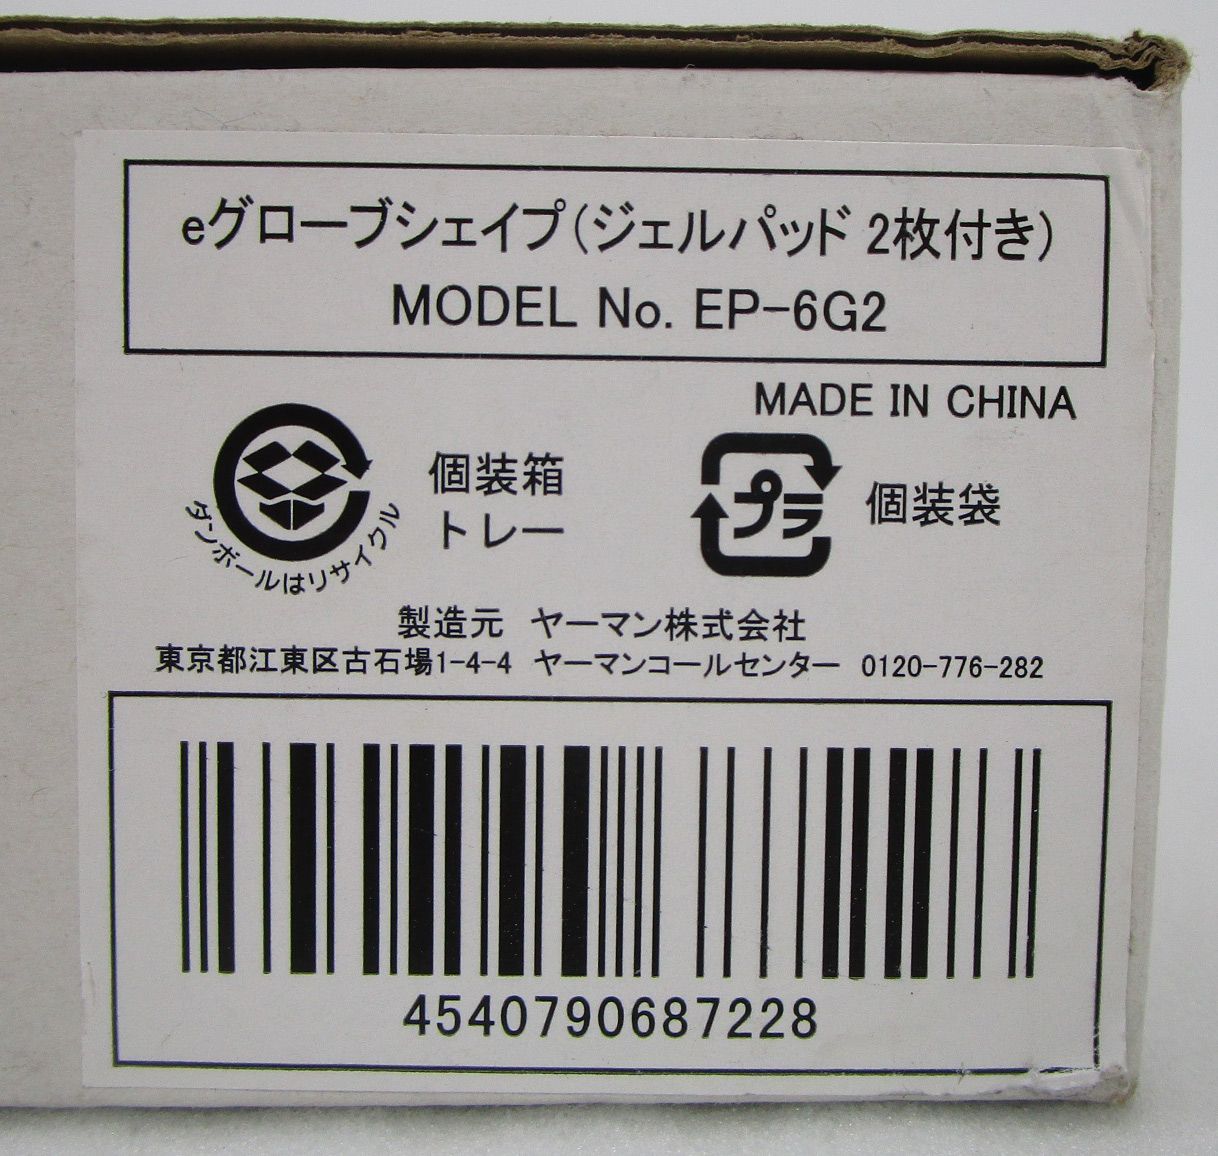 eグローブシェイプ(ジェルパッド 2枚付き)
MODEL No. EP-6G2
MADE IN CHINA
個装箱
トレー
ダンボールはリサイクル
プラ
個装袋
製造元 ヤーマン株式会社
東京都江東区古石場1-4-4 ヤーマンコールセンター 0120-776-282
4540790687228